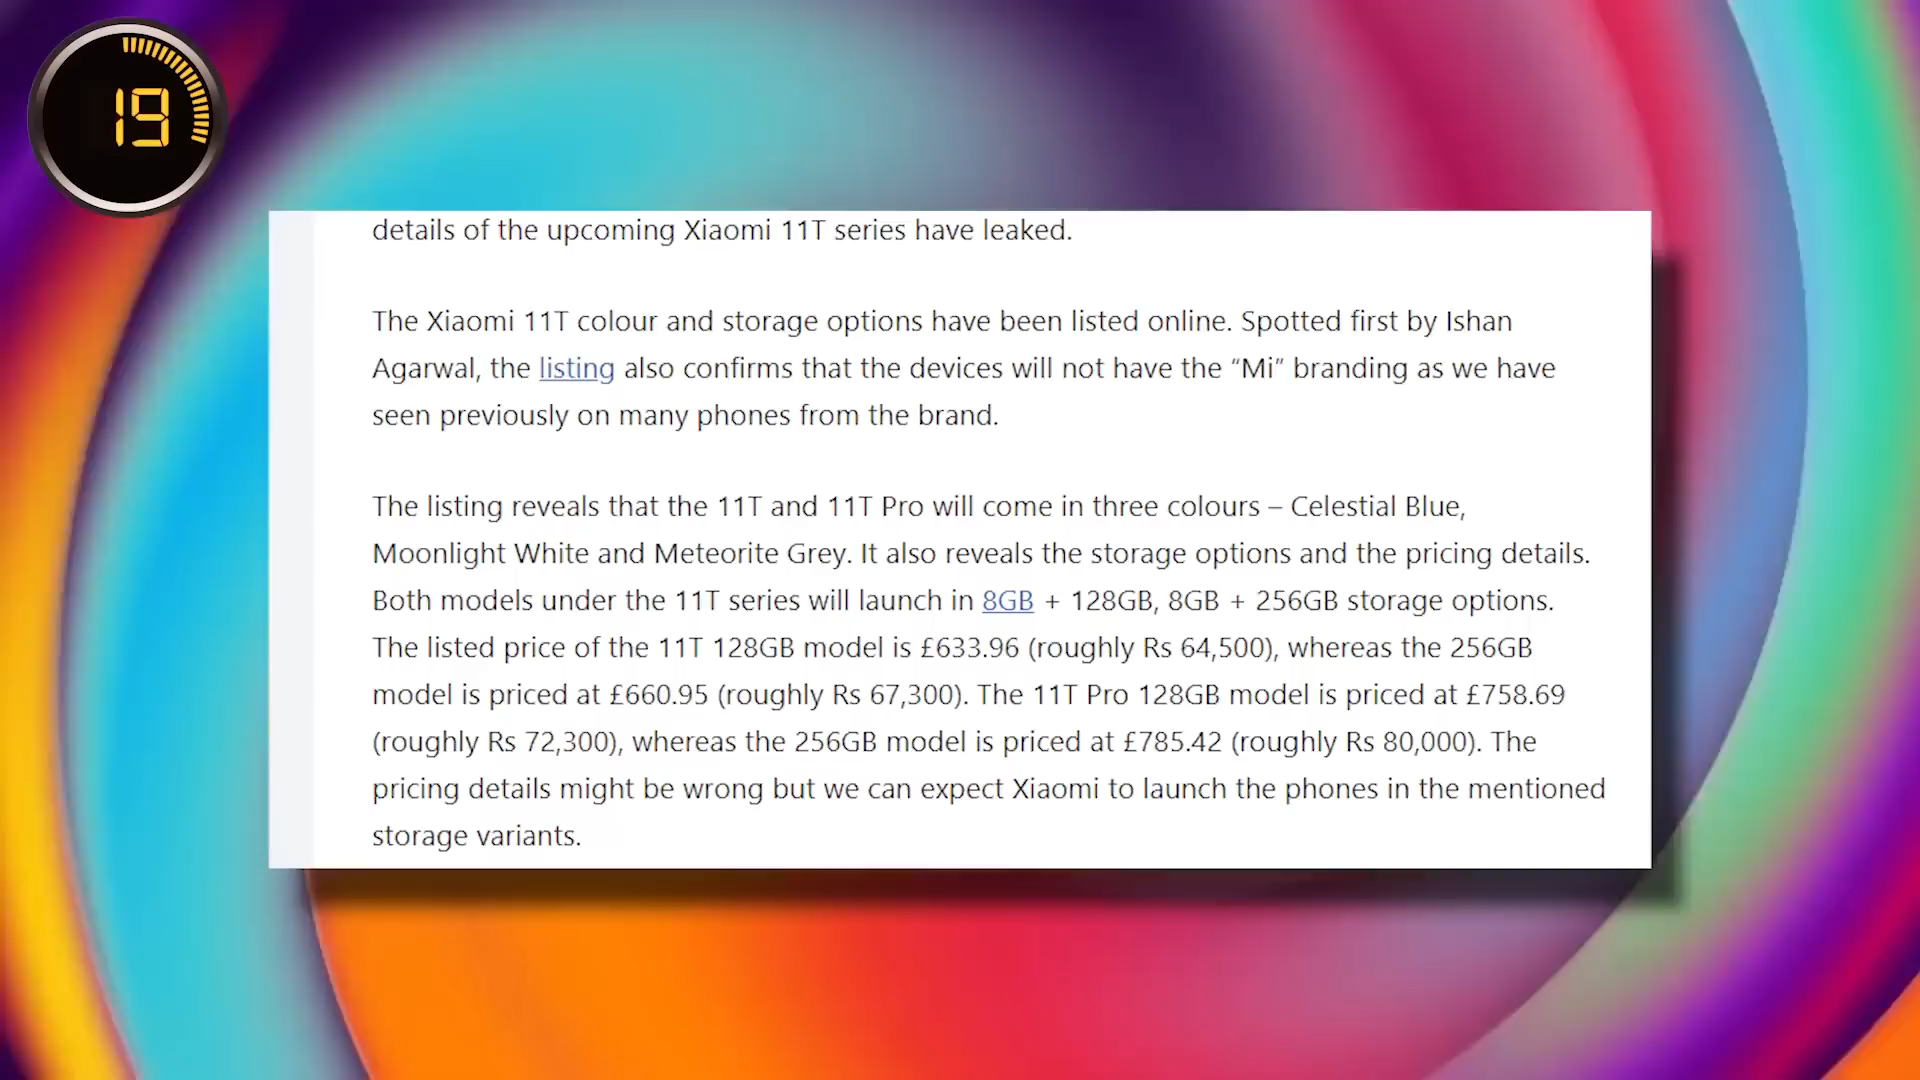 19
details of the upcoming Xiaomi 11T series have leaked.
The Xiaomi 11T colour and storage options have been listed online. Spotted first by Ishan
Agarwal, the listing also confirms that the devices will not have the “Mi” branding as we have
seen previously on many phones from the brand.
The listing reveals that the 11T and 11T Pro will come in three colours – Celestial Blue,
Moonlight White and Meteorite Grey. It also reveals the storage options and the pricing details.
Both models under the 11T series will launch in 8GB + 128GB, 8GB + 256GB storage options.
The listed price of the 11T 128GB model is £633.96 (roughly Rs 64,500), whereas the 256GB
model is priced at £660.95 (roughly Rs 67,300). The 11T Pro 128GB model is priced at £758.69
(roughly Rs 72,300), whereas the 256GB model is priced at £785.42 (roughly Rs 80,000). The
pricing details might be wrong but we can expect Xiaomi to launch the phones in the mentioned
storage variants.